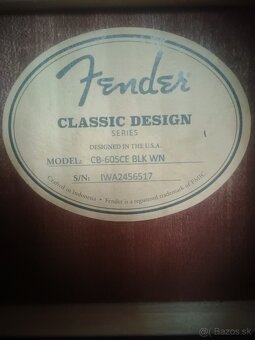 Fender
CLASSIC DESIGN
SERIES
DESIGNED IN THE U.S.A.
MODEL: CB-60SCE BLK WN
S/N: IWA2456517
Crafted in Indonesia • Fender is a registered trademark of FMIC
Bazos.sk